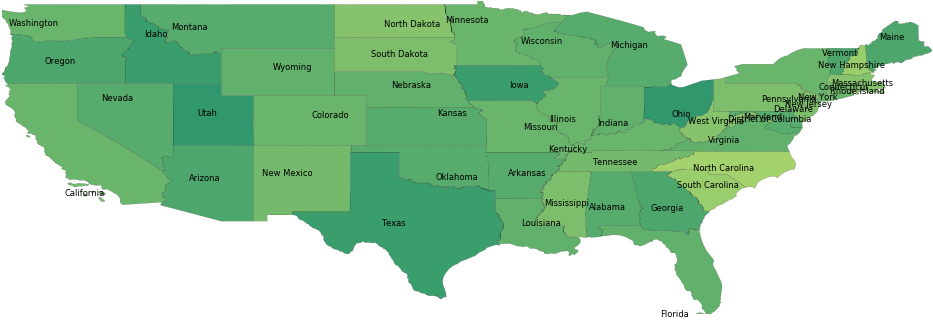 Washington
Idaho
Montana
North Dakota
Minnesota
Wisconsin
Michigan
Maine
Vermont
New Hampshire
Oregon
Wyoming
South Dakota
Nebraska
Iowa
Massachusetts
Connecticut
Rhode Island
Nevada
Utah
Colorado
Kansas
Missouri
Illinois
Indiana
Ohio
Pennsylvania
New York
New Jersey
Delaware
Maryland
District of Columbia
West Virginia
Virginia
Kentucky
Tennessee
North Carolina
South Carolina
California
Arizona
New Mexico
Oklahoma
Arkansas
Mississippi
Alabama
Georgia
Texas
Louisiana
Florida